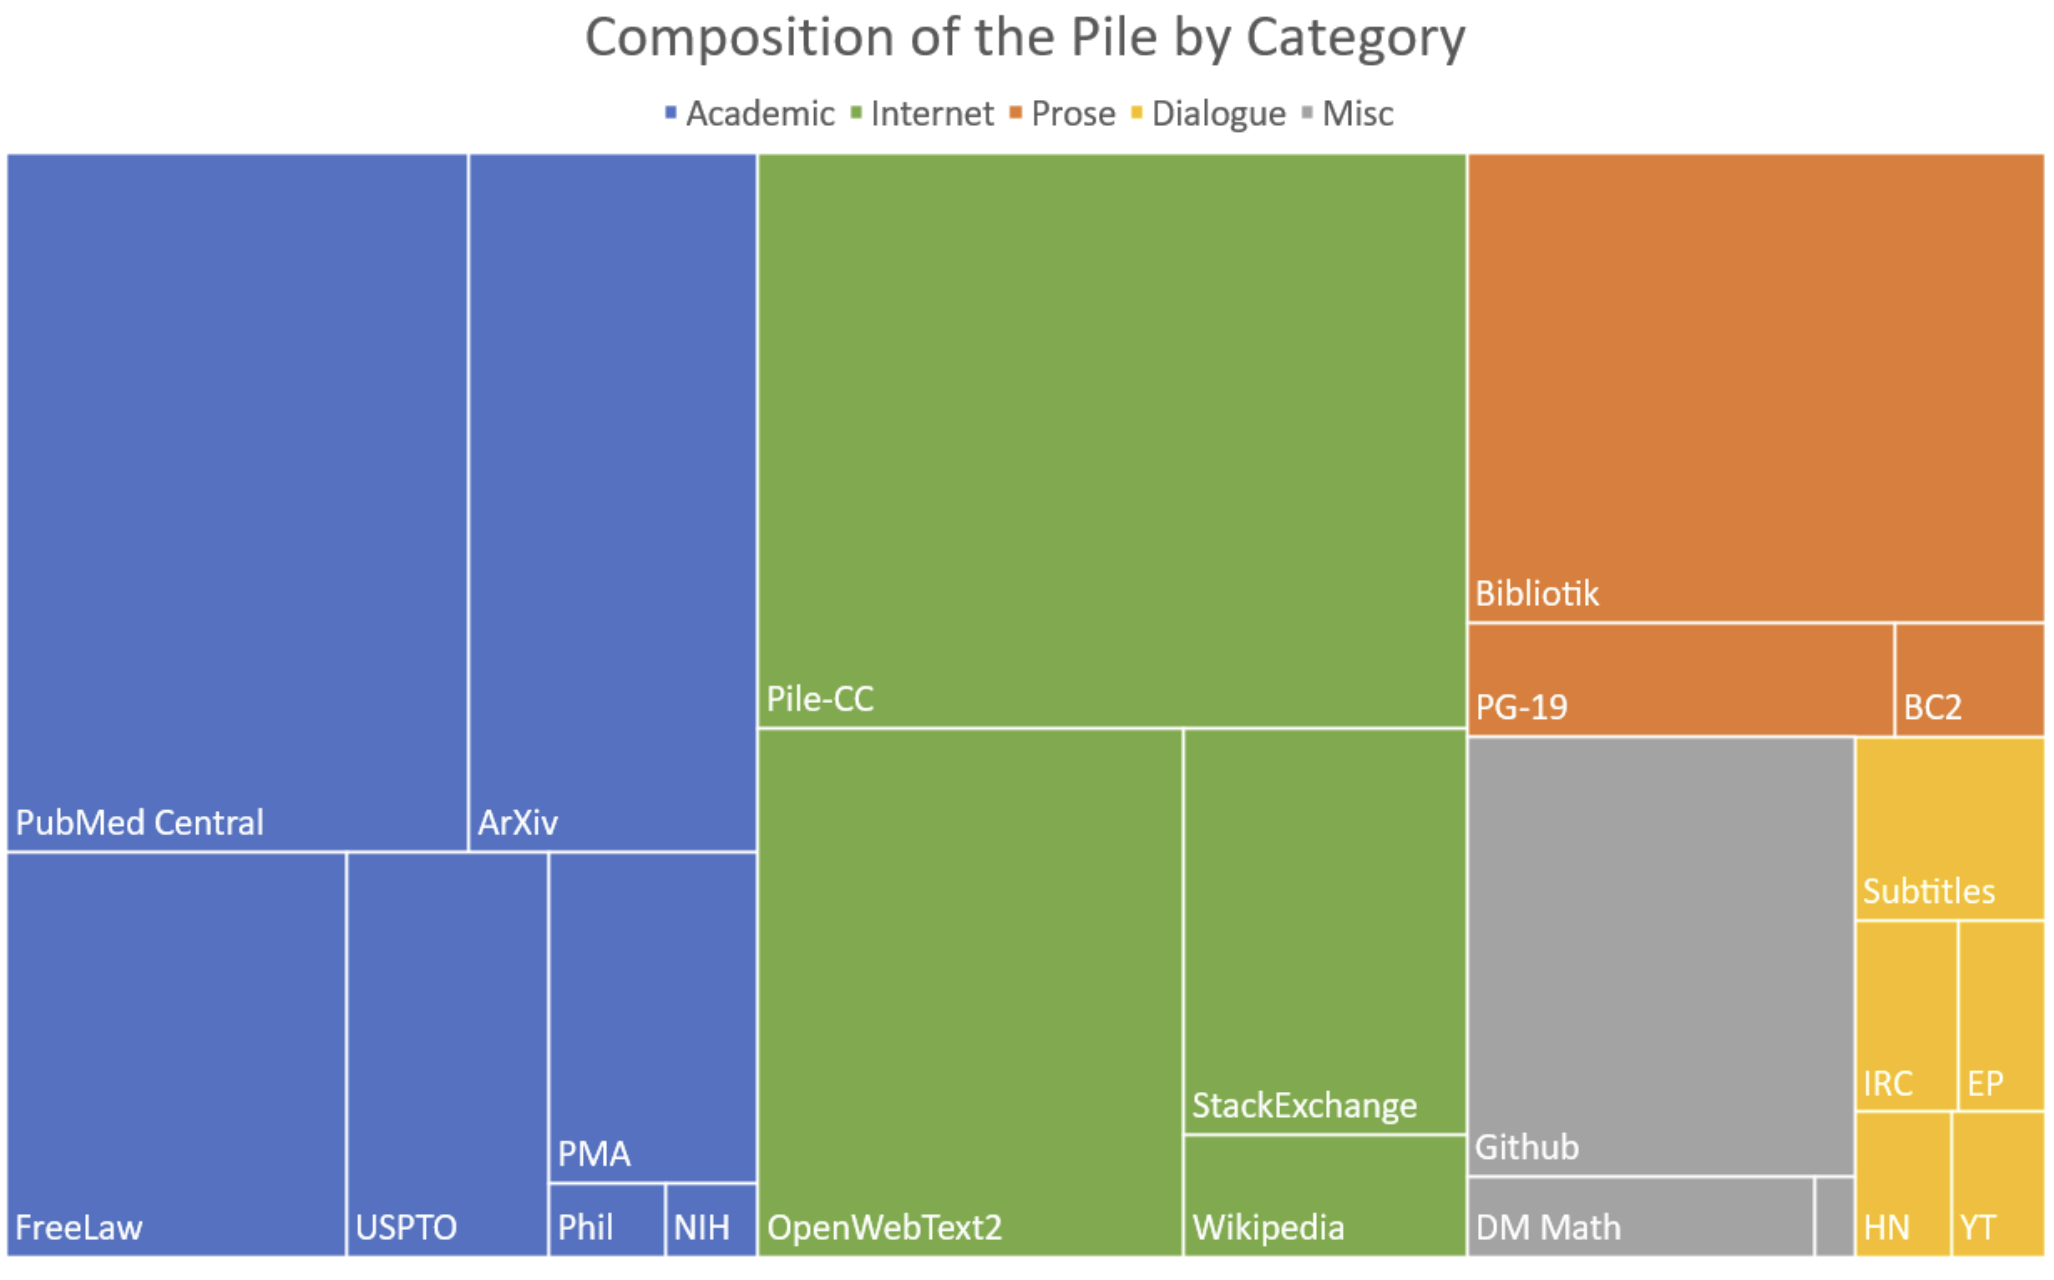 Composition of the Pile by Category
Academic Internet Prose Dialogue Misc
PubMed Central
ArXiv
FreeLaw
USPTO
PMA
Phil
NIH
Pile-CC
OpenWebText2
StackExchange
Wikipedia
Bibliotik
PG-19
BC2
Github
DM Math
Subtitles
IRC
EP
HN
YT